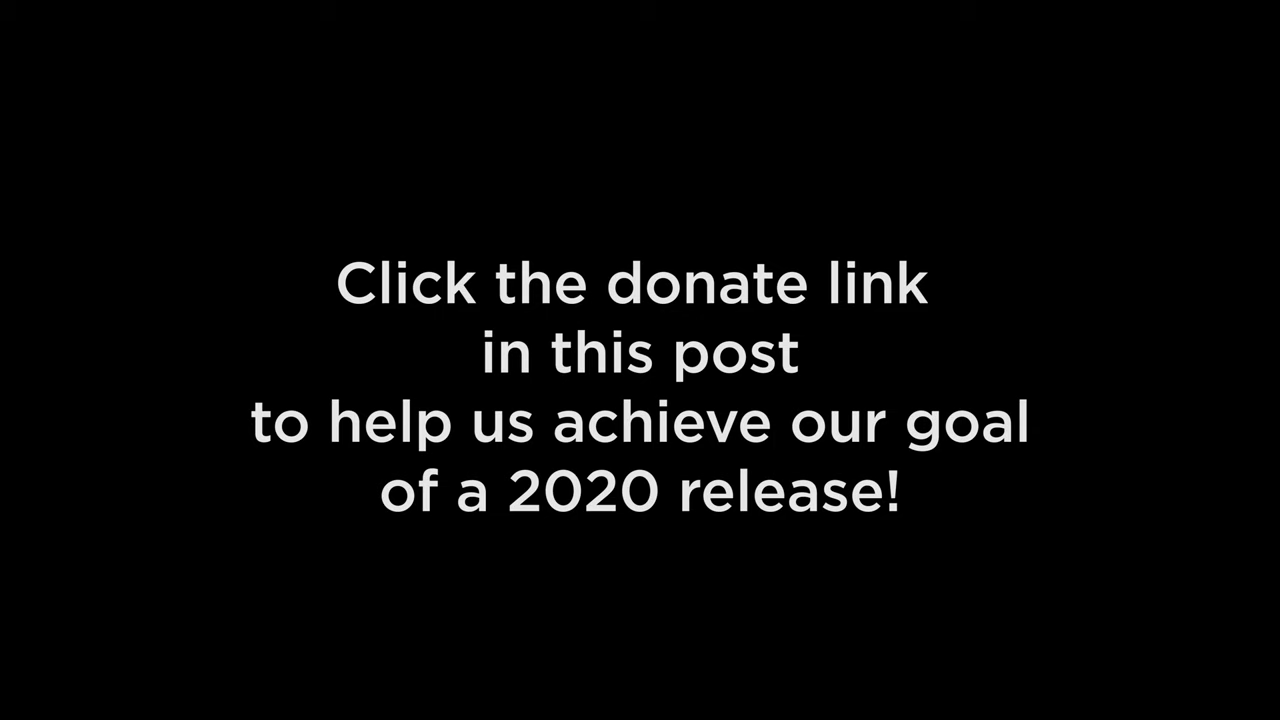 Click the donate link
in this post
to help us achieve our goal
of a 2020 release!